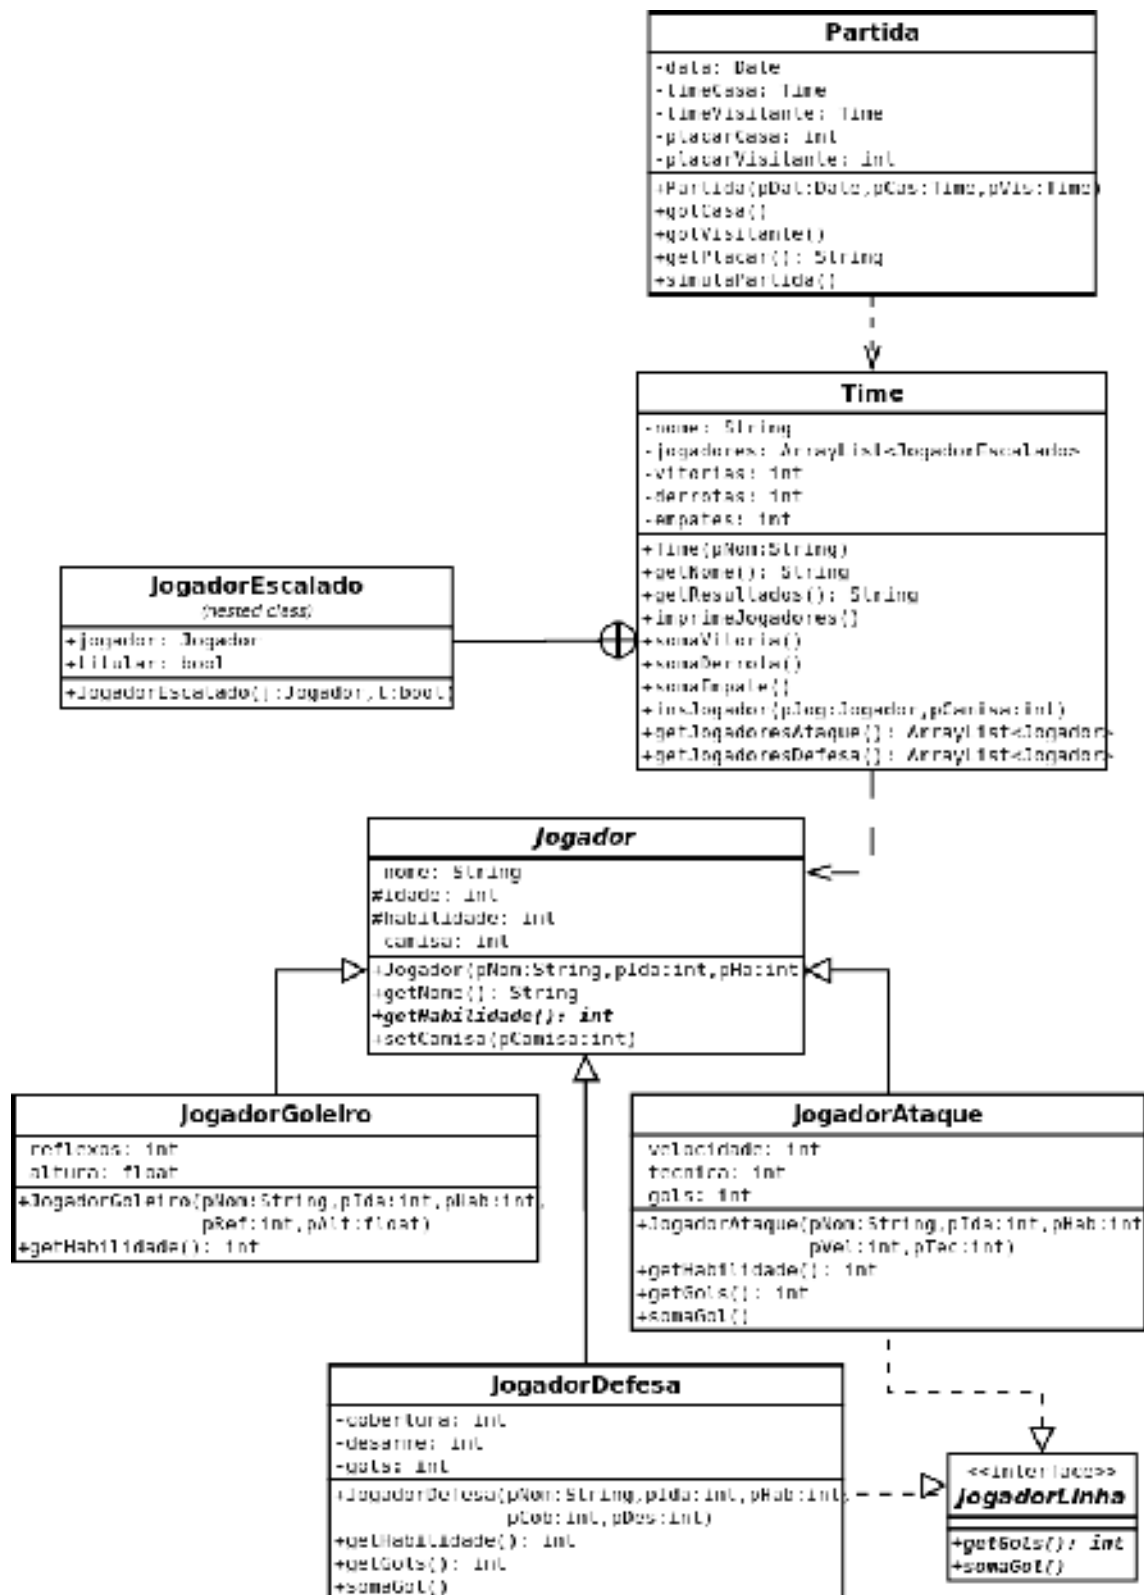 Partida
-data: Date
-timeCasa: Time
-timeVisitante: Time
-placarCasa: int
-placarVisitante: int
+Partida(pDat:Date,pCas:Time,pVis:Time)
+golCasa()
+golVisitante()
+getPlacar(): String
+simulaPartida()
Time
-nome: String
-jogadores: ArrayList<JogadorEscalado>
-vitorias: int
-derrotas: int
-empates: int
+Time(pNom:String)
+getNome(): String
+getResultados(): String
+imprimeJogadores()
+somaVitoria()
+somaDerrota()
+somaEmpate()
+insJogador(pJog:Jogador,pCamisa:int)
+getJogadoresAtaque(): ArrayList<Jogador>
+getJogadoresDefesa(): ArrayList<Jogador>
JogadorEscalado
(nested class)
+jogador: Jogador
+titular: bool
+JogadorEscalado(j:Jogador,t:bool)
Jogador
nome: String
#idade: int
#habilidade: int
camisa: int
+Jogador(pNom:String,pIda:int,pHa:int
+getNome(): String
+getHabilidade(): int
+setCamisa(pCamisa:int)
JogadorGoleiro
reflexos: int
altura: float
+JogadorGoleiro(pNom:String,pIda:int,pHab:int,
pRef:int,pAlt:float)
+getHabilidade(): int
JogadorAtaque
velocidade: int
tecnica: int
gols: int
+JogadorAtaque(pNom:String,pIda:int,pHab:int
pVel:int,pTec:int)
+getHabilidade(): int
+getGols(): int
+somaGol()
JogadorDefesa
-cobertura: int
-desarme: int
-gols: int
+JogadorDefesa(pNom:String,pIda:int,pHab:int,
pCob:int,pDes:int)
+getHabilidade(): int
+getGols(): int
+somaGol()
<<interface>>
JogadorLinha
+getGols(): int
+somaGol()